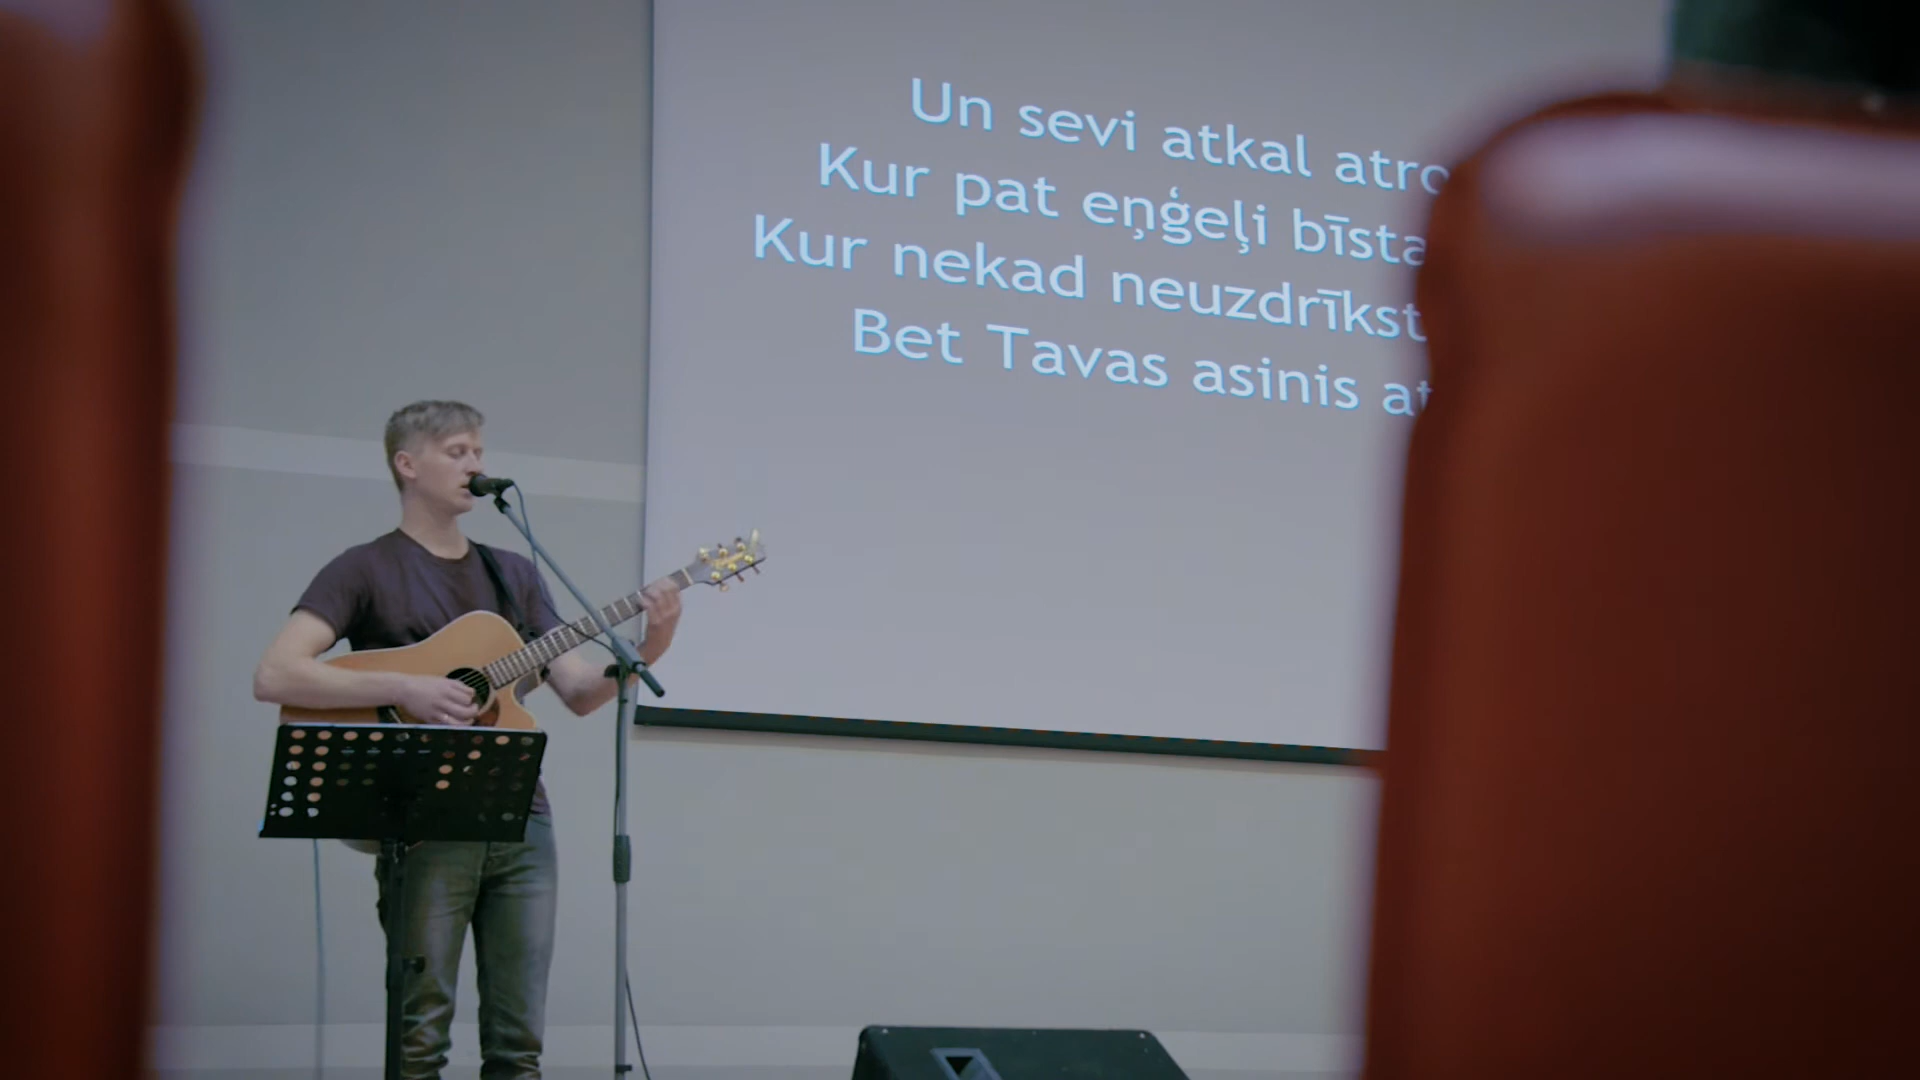 Un sevi atkal
Kur pat eņģeļi
Kur nekad
Bet Tavas asinis